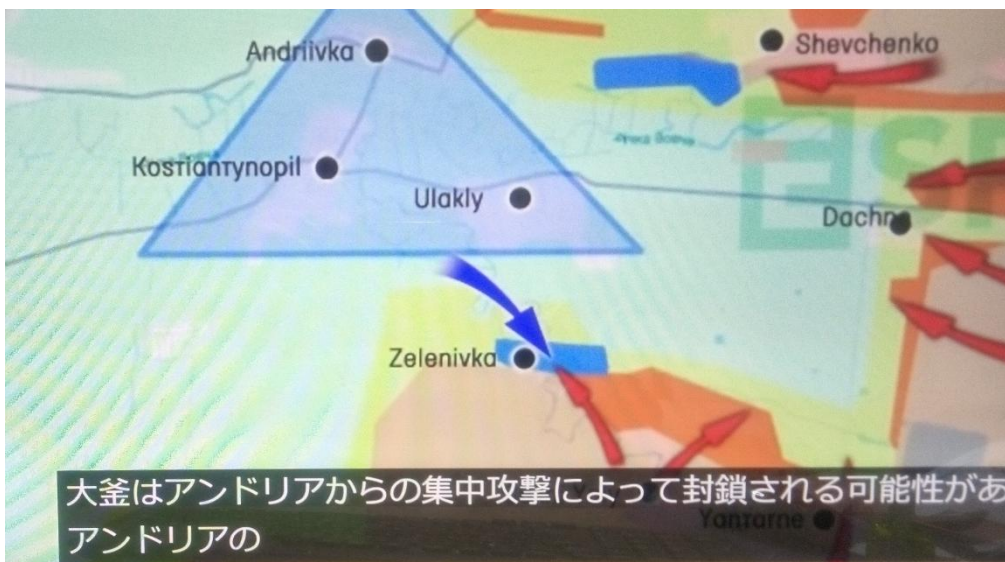 Andriivka
Shevchenko
Kostiantynopil
Ulakly
Dachne
Zelenivka
大釜はアンドリアからの集中攻撃によって封鎖される可能性があ
アンドリアの
Yantarne